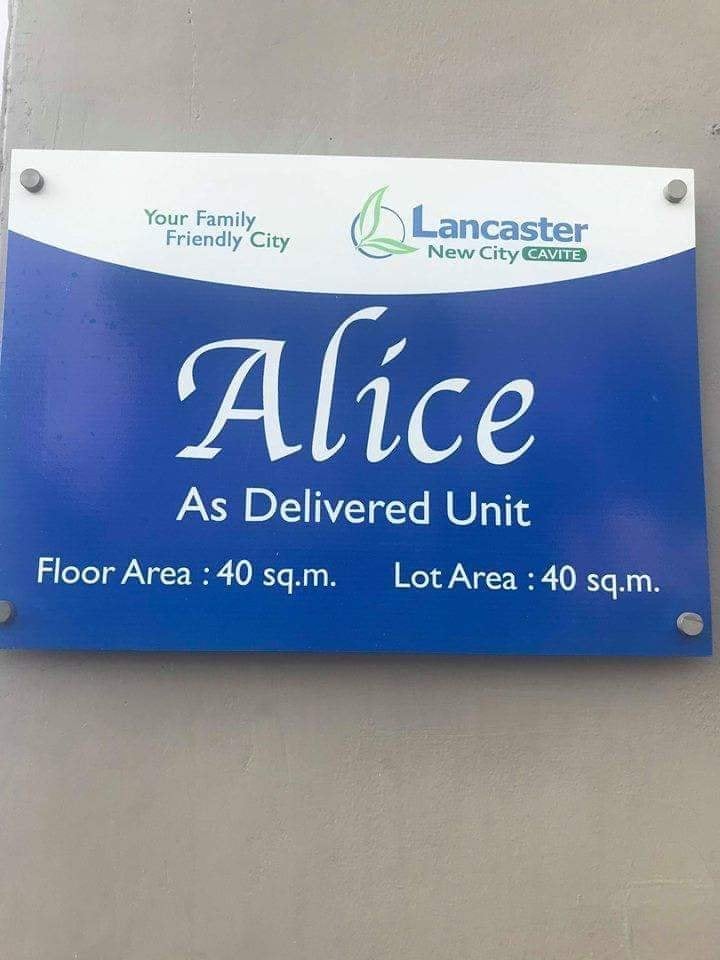 Your Family
Friendly City
Lancaster
New City CAVITE
Alice
As Delivered Unit
Floor Area : 40 sq.m. Lot Area : 40 sq.m.